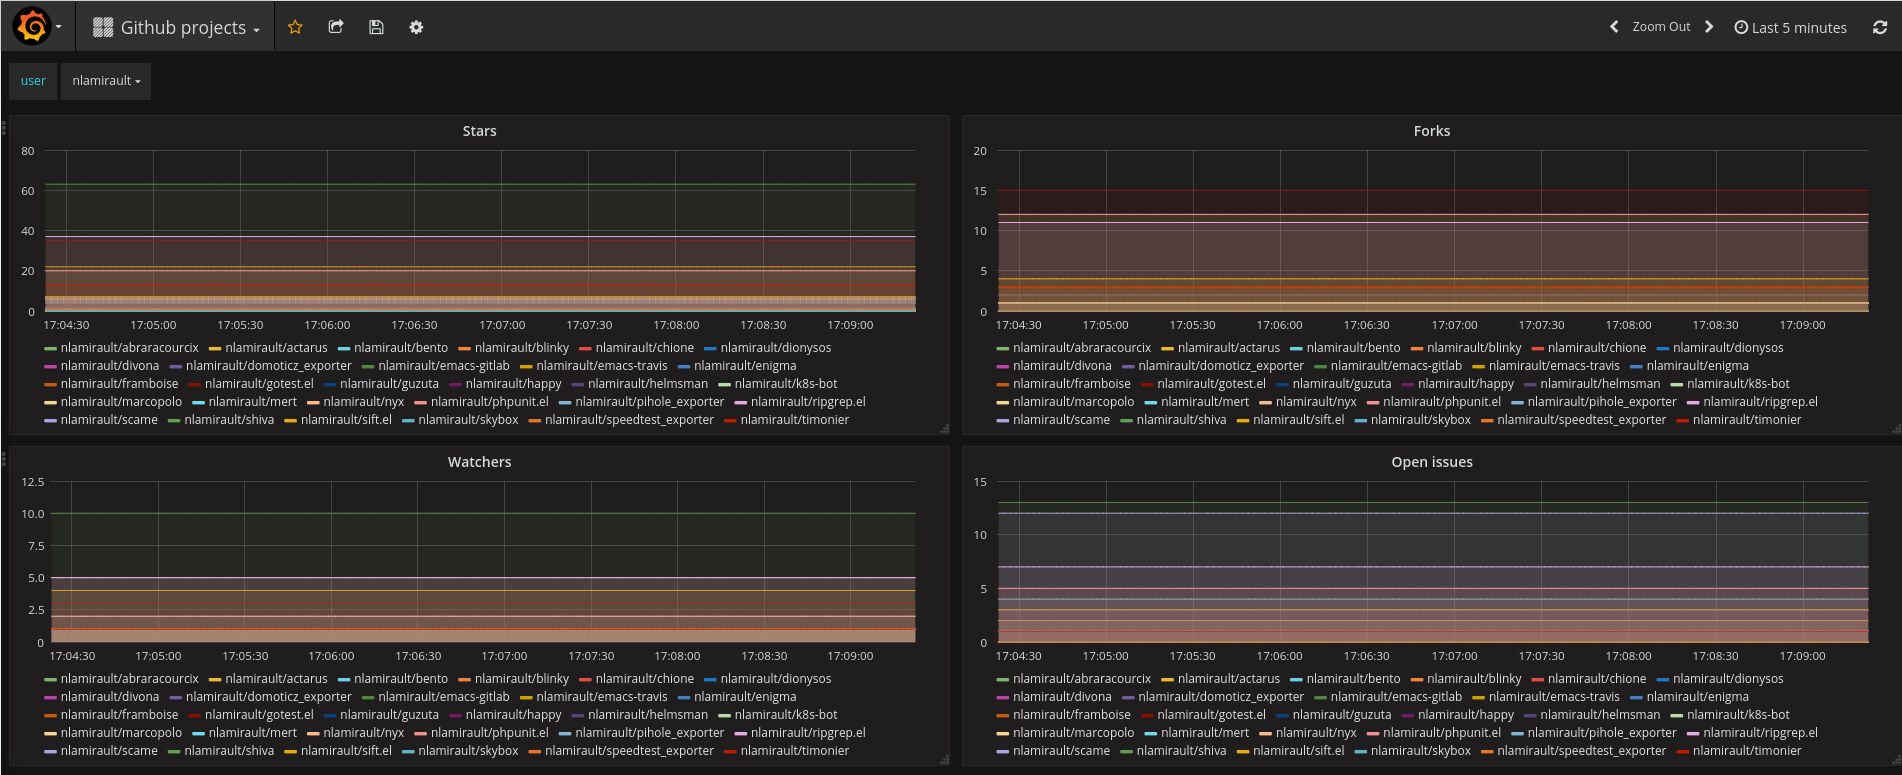 Github projects Zoom Out Last 5 minutes
user nlamirault
Stars
80
60
40
20
0
17:04:30 17:05:00 17:05:30 17:06:00 17:06:30 17:07:00 17:07:30 17:08:00 17:08:30 17:09:00
nlamirault/abraracourcix nlamirault/actarus nlamirault/bento nlamirault/blinky nlamirault/chione nlamirault/dionysos
nlamirault/divona nlamirault/domoticz_exporter nlamirault/emacs-gitlab nlamirault/emacs-travis nlamirault/enigma
nlamirault/framboise nlamirault/gotest.el nlamirault/guzuta nlamirault/happy nlamirault/helmsman nlamirault/k8s-bot
nlamirault/marcopolo nlamirault/mert nlamirault/nyx nlamirault/phpunit.el nlamirault/pihole_exporter nlamirault/ripgrep.el
nlamirault/scame nlamirault/shiva nlamirault/sift.el nlamirault/skybox nlamirault/speedtest_exporter nlamirault/timonier
Forks
20
15
10
5
0
17:04:30 17:05:00 17:05:30 17:06:00 17:06:30 17:07:00 17:07:30 17:08:00 17:08:30 17:09:00
nlamirault/abraracourcix nlamirault/actarus nlamirault/bento nlamirault/blinky nlamirault/chione nlamirault/dionysos
nlamirault/divona nlamirault/domoticz_exporter nlamirault/emacs-gitlab nlamirault/emacs-travis nlamirault/enigma
nlamirault/framboise nlamirault/gotest.el nlamirault/guzuta nlamirault/happy nlamirault/helmsman nlamirault/k8s-bot
nlamirault/marcopolo nlamirault/mert nlamirault/nyx nlamirault/phpunit.el nlamirault/pihole_exporter nlamirault/ripgrep.el
nlamirault/scame nlamirault/shiva nlamirault/sift.el nlamirault/skybox nlamirault/speedtest_exporter nlamirault/timonier
Watchers
12.5
10.0
7.5
5.0
2.5
0
17:04:30 17:05:00 17:05:30 17:06:00 17:06:30 17:07:00 17:07:30 17:08:00 17:08:30 17:09:00
nlamirault/abraracourcix nlamirault/actarus nlamirault/bento nlamirault/blinky nlamirault/chione nlamirault/dionysos
nlamirault/divona nlamirault/domoticz_exporter nlamirault/emacs-gitlab nlamirault/emacs-travis nlamirault/enigma
nlamirault/framboise nlamirault/gotest.el nlamirault/guzuta nlamirault/happy nlamirault/helmsman nlamirault/k8s-bot
nlamirault/marcopolo nlamirault/mert nlamirault/nyx nlamirault/phpunit.el nlamirault/pihole_exporter nlamirault/ripgrep.el
nlamirault/scame nlamirault/shiva nlamirault/sift.el nlamirault/skybox nlamirault/speedtest_exporter nlamirault/timonier
Open issues
15
10
5
0
17:04:30 17:05:00 17:05:30 17:06:00 17:06:30 17:07:00 17:07:30 17:08:00 17:08:30 17:09:00
nlamirault/abraracourcix nlamirault/actarus nlamirault/bento nlamirault/blinky nlamirault/chione nlamirault/dionysos
nlamirault/divona nlamirault/domoticz_exporter nlamirault/emacs-gitlab nlamirault/emacs-travis nlamirault/enigma
nlamirault/framboise nlamirault/gotest.el nlamirault/guzuta nlamirault/happy nlamirault/helmsman nlamirault/k8s-bot
nlamirault/marcopolo nlamirault/mert nlamirault/nyx nlamirault/phpunit.el nlamirault/pihole_exporter nlamirault/ripgrep.el
nlamirault/scame nlamirault/shiva nlamirault/sift.el nlamirault/skybox nlamirault/speedtest_exporter nlamirault/timonier